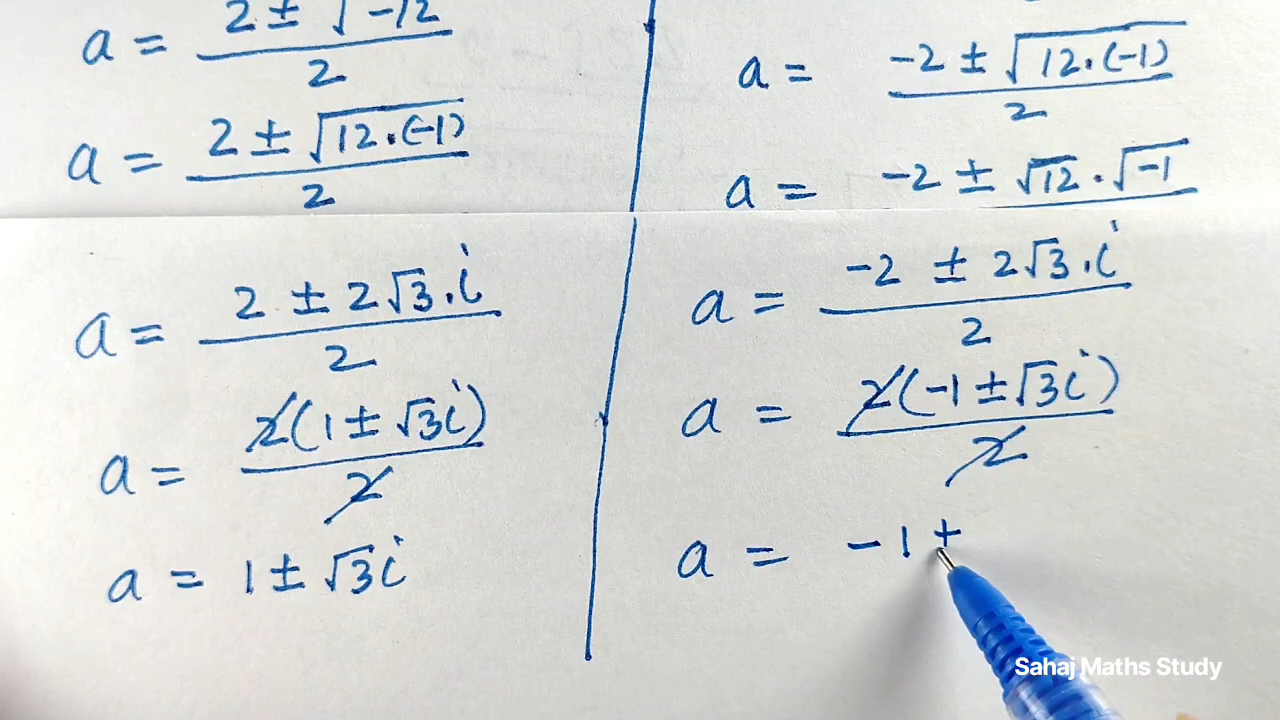 a = (2 ± √-12)/2
a = (2 ± √(12·(-1)))/2
a = (2 ± 2√3·i)/2
a = 2(1 ± √3i)/2
a = 1 ± √3i
a = (-2 ± √(12·(-1)))/2
a = -2 ± √12·√-1
a = (-2 ± 2√3·i)/2
a = 2(-1 ± √3i)/2
a = -1 +
Sahaj Maths Study